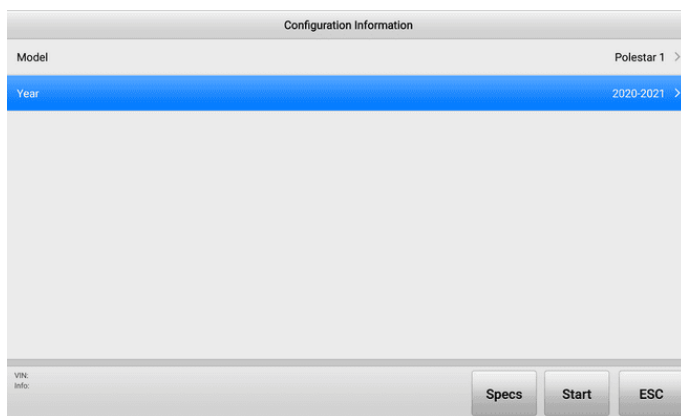 Configuration Information
Model Polestar 1
Year 2020-2021
VIN:
Info:
Specs Start ESC